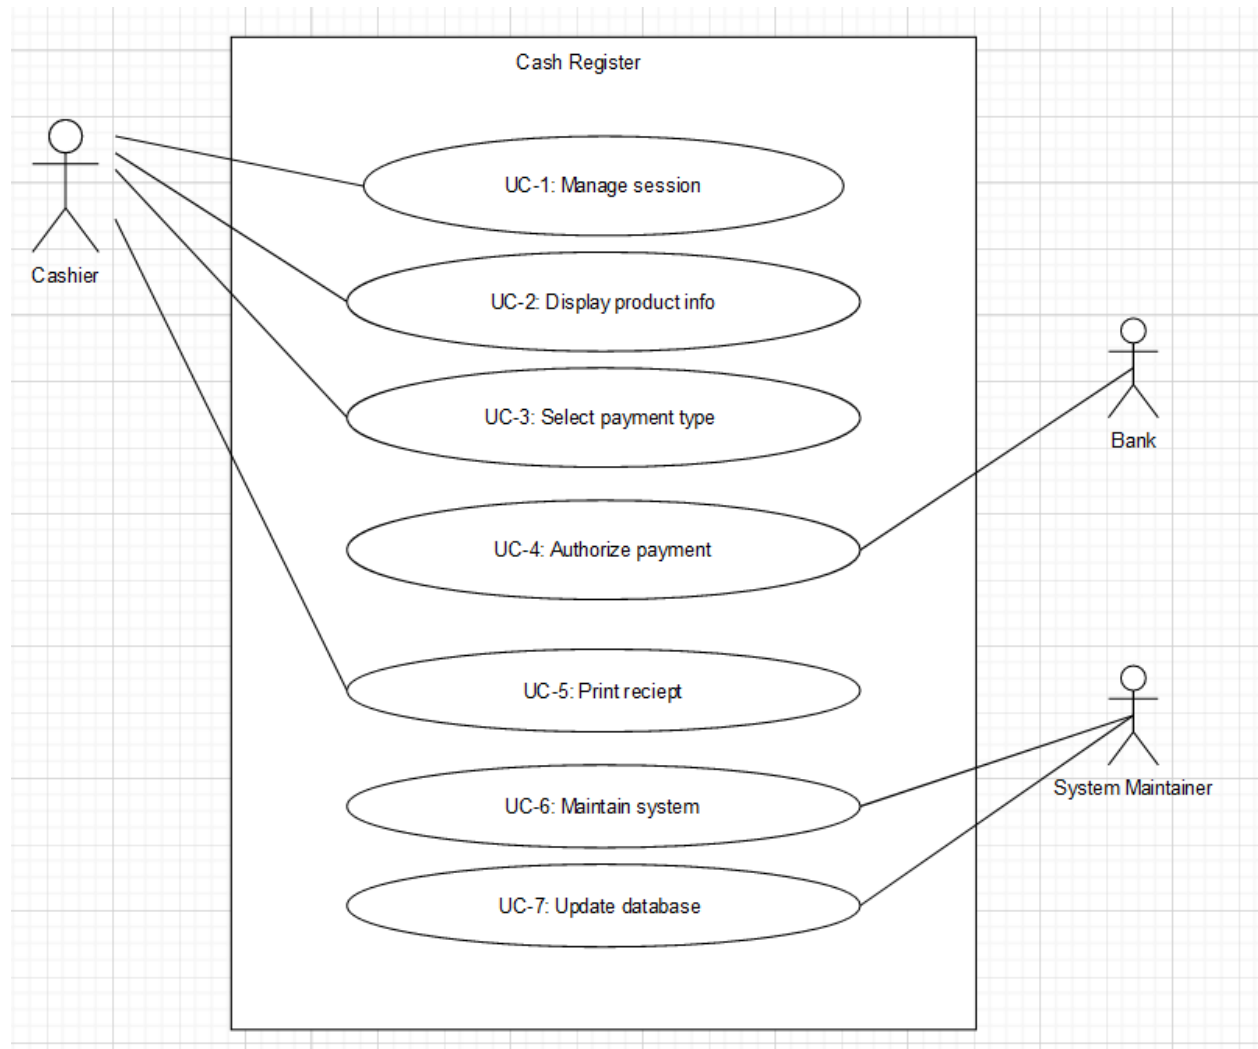 Cash Register
UC-1: Manage session
Cashier
UC-2: Display product info
UC-3: Select payment type
Bank
UC-4: Authorize payment
UC-5: Print reciept
System Maintainer
UC-6: Maintain system
UC-7: Update database